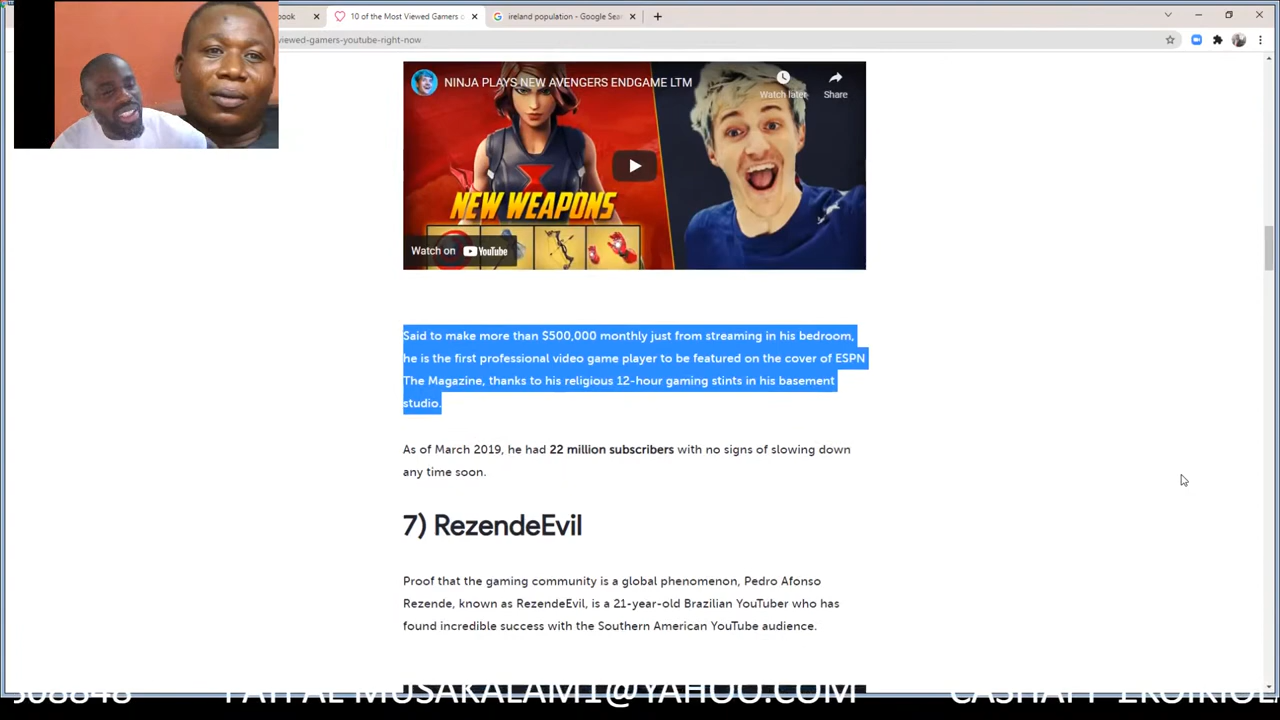 ook
10 of the Most Viewed Gamers o
ireland population - Google Sea
viewed-gamers-youtube-right-now
NINJA PLAYS NEW AVENGERS ENDGAME LTM
Watch later
Share
NEW WEAPONS
Watch on YouTube
Said to make more than $500,000 monthly just from streaming in his bedroom,
he is the first professional video game player to be featured on the cover of ESPN
The Magazine, thanks to his religious 12-hour gaming stints in his basement
studio.
As of March 2019, he had 22 million subscribers with no signs of slowing down
any time soon.
7) RezendeEvil
Proof that the gaming community is a global phenomenon, Pedro Afonso
Rezende, known as RezendeEvil, is a 21-year-old Brazilian YouTuber who has
found incredible success with the Southern American YouTube audience.
MUSAKALAM1@YAHOO.COM